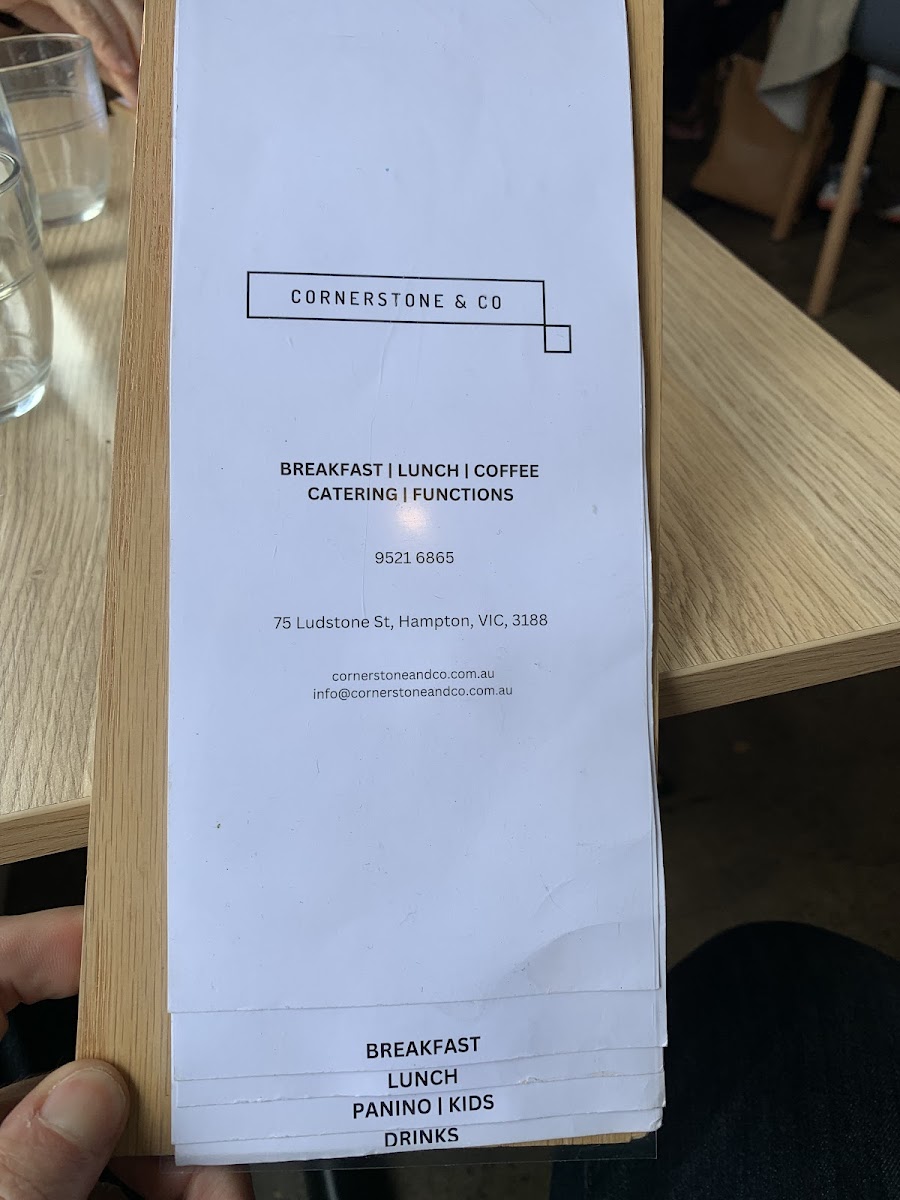 CORNERSTONE & CO
BREAKFAST | LUNCH | COFFEE
CATERING | FUNCTIONS
9521 6865
75 Ludstone St, Hampton, VIC, 3188
cornerstoneandco.com.au
info@cornerstoneandco.com.au
BREAKFAST
LUNCH
PANINO | KIDS
DRINKS